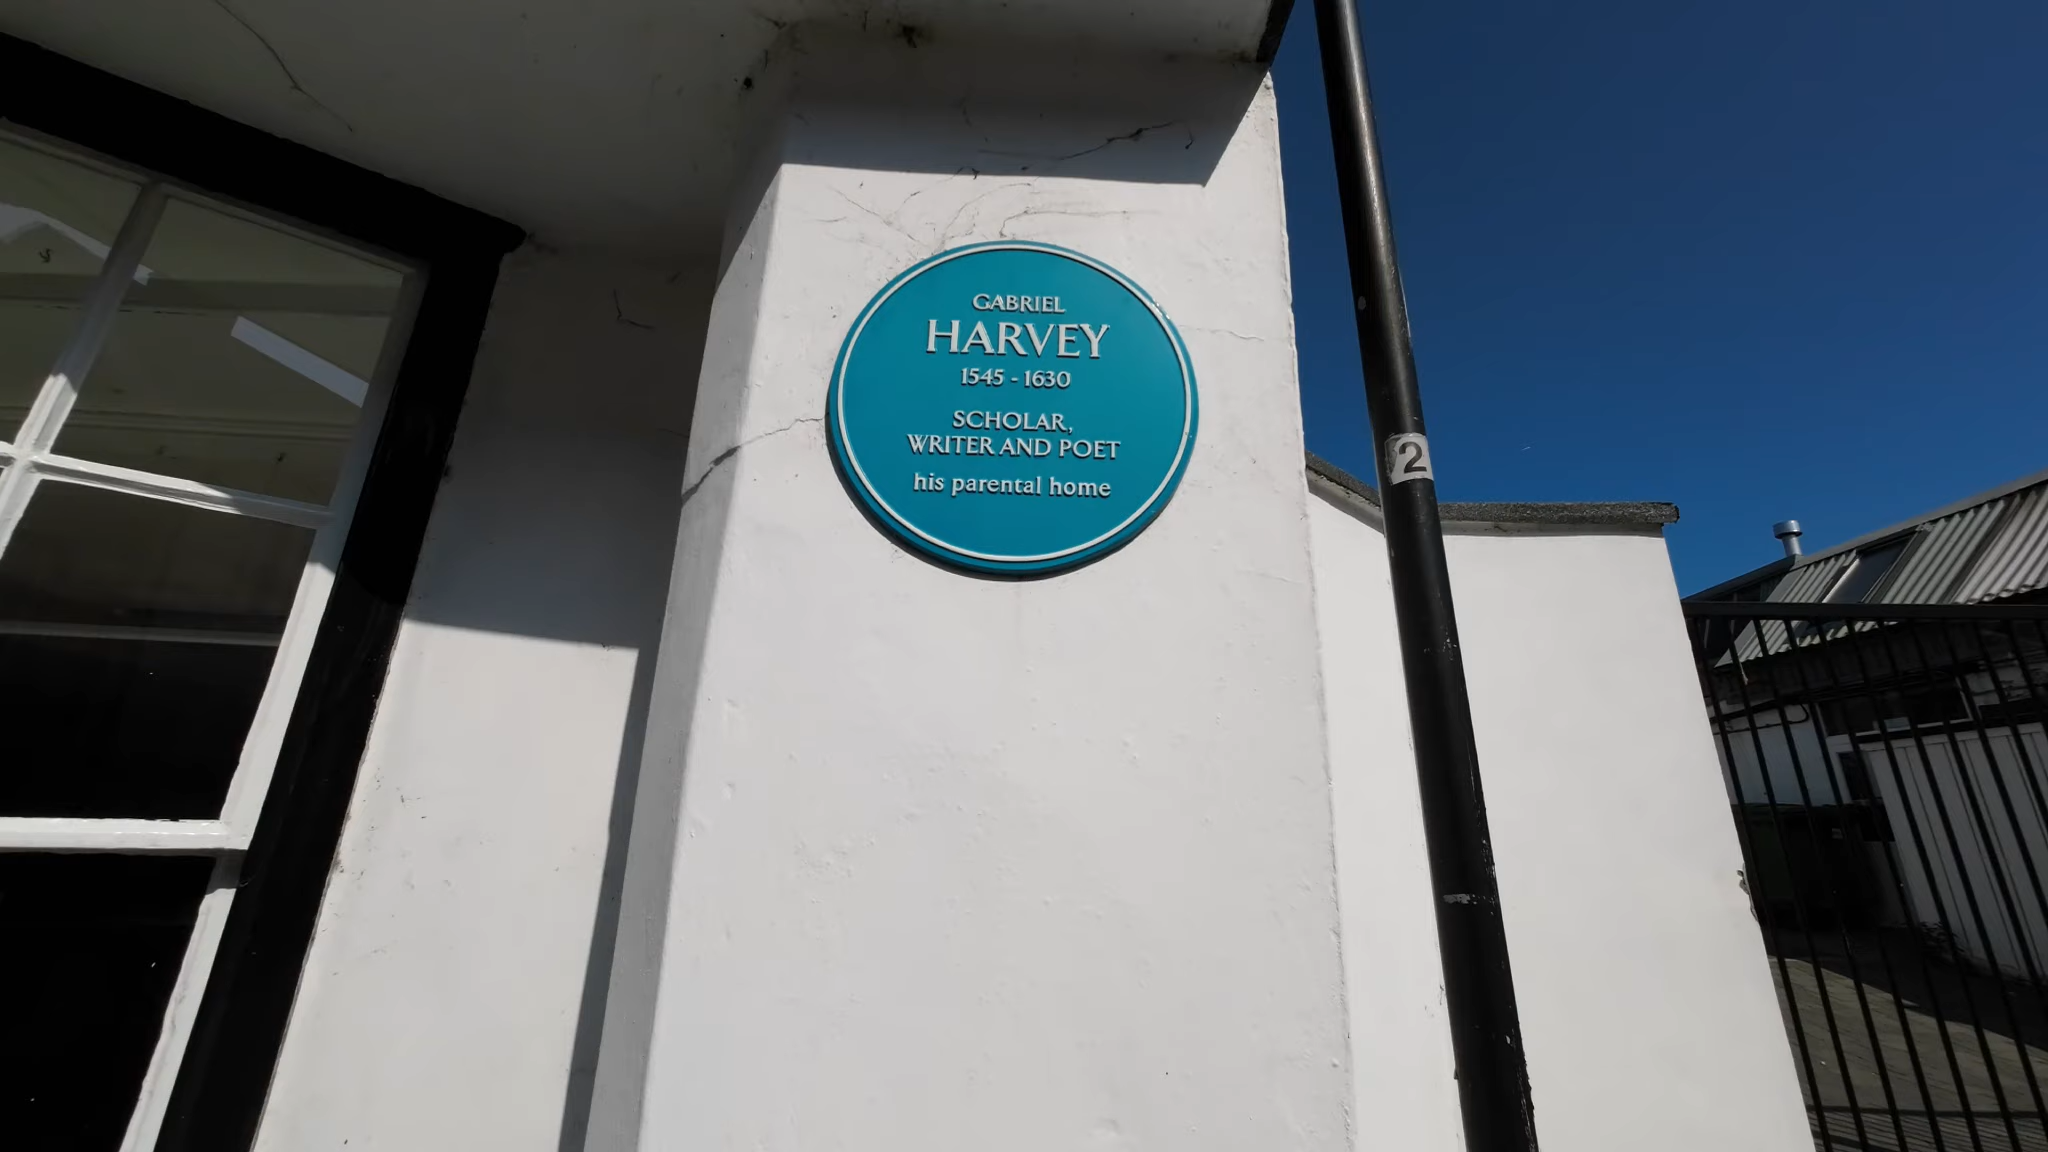 GABRIEL
HARVEY
1545 - 1630
SCHOLAR,
WRITER AND POET
his parental home
2